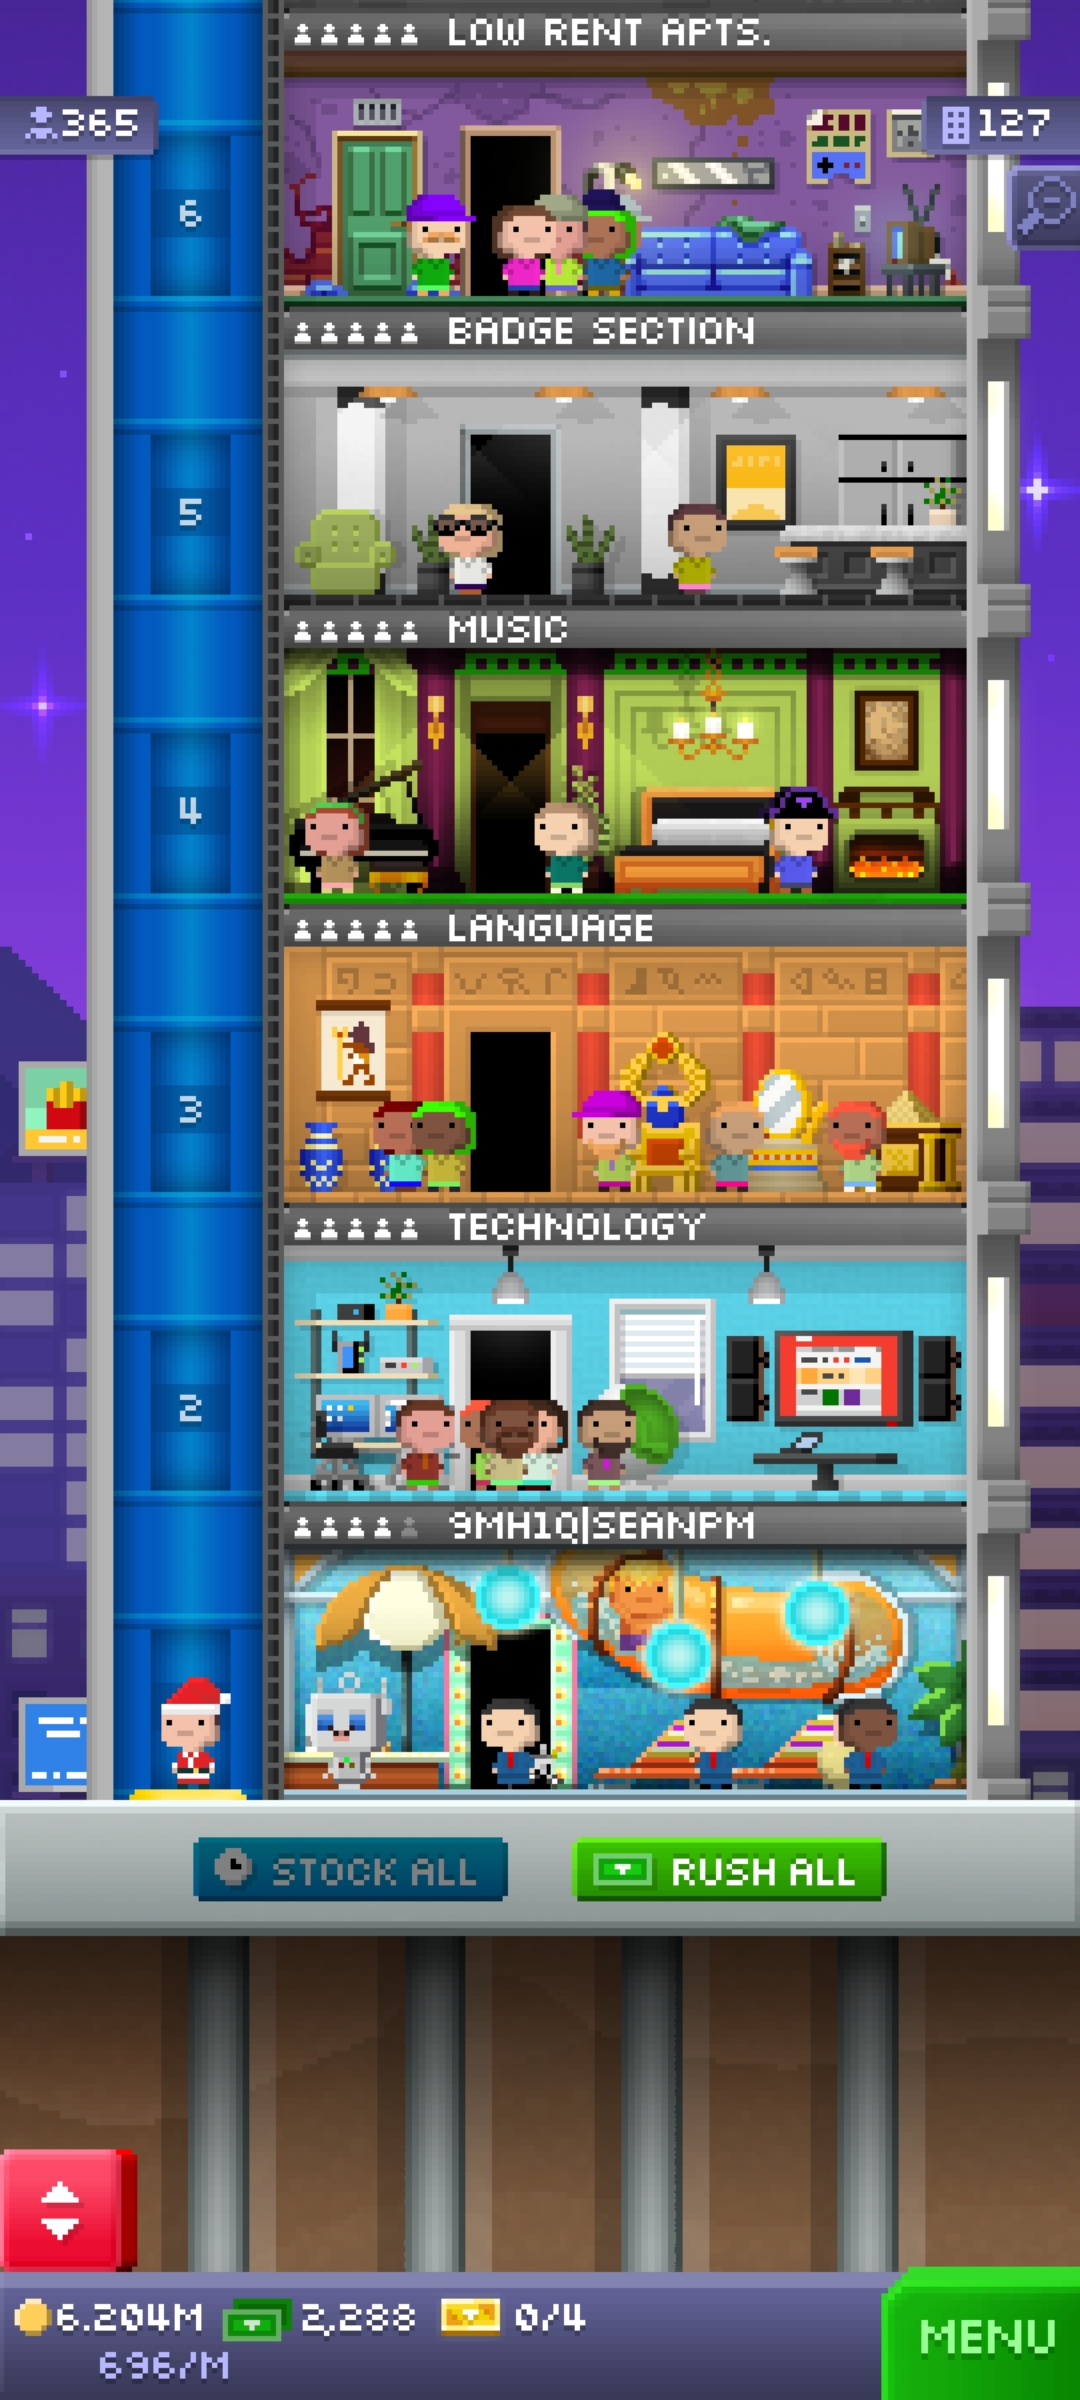 LOW RENT APTS.
365
127
6
BADGE SECTION
5
MUSIC
4
LANGUAGE
3
TECHNOLOGY
2
9MH1Q|SEANPM
STOCK ALL
RUSH ALL
6.204M
2,288
0/4
696/M
MENU